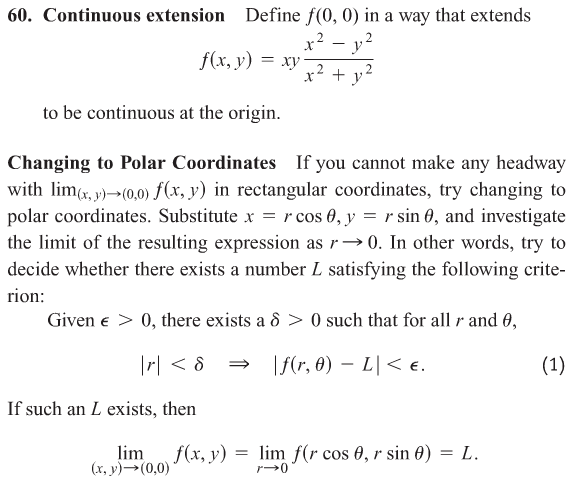 60. Continuous extension Define f(0, 0) in a way that extends
f(x, y) = xy (x² − y²)/(x² + y²)
to be continuous at the origin.
Changing to Polar Coordinates If you cannot make any headway
with lim(x, y)→(0,0) f(x, y) in rectangular coordinates, try changing to
polar coordinates. Substitute x = r cos θ, y = r sin θ, and investigate
the limit of the resulting expression as r → 0. In other words, try to
decide whether there exists a number L satisfying the following crite-
rion:
Given ϵ > 0, there exists a δ > 0 such that for all r and θ,
|r| < δ ⇒ |f(r, θ) − L| < ϵ. (1)
If such an L exists, then
lim(x, y)→(0,0) f(x, y) = lim r→0 f(r cos θ, r sin θ) = L.